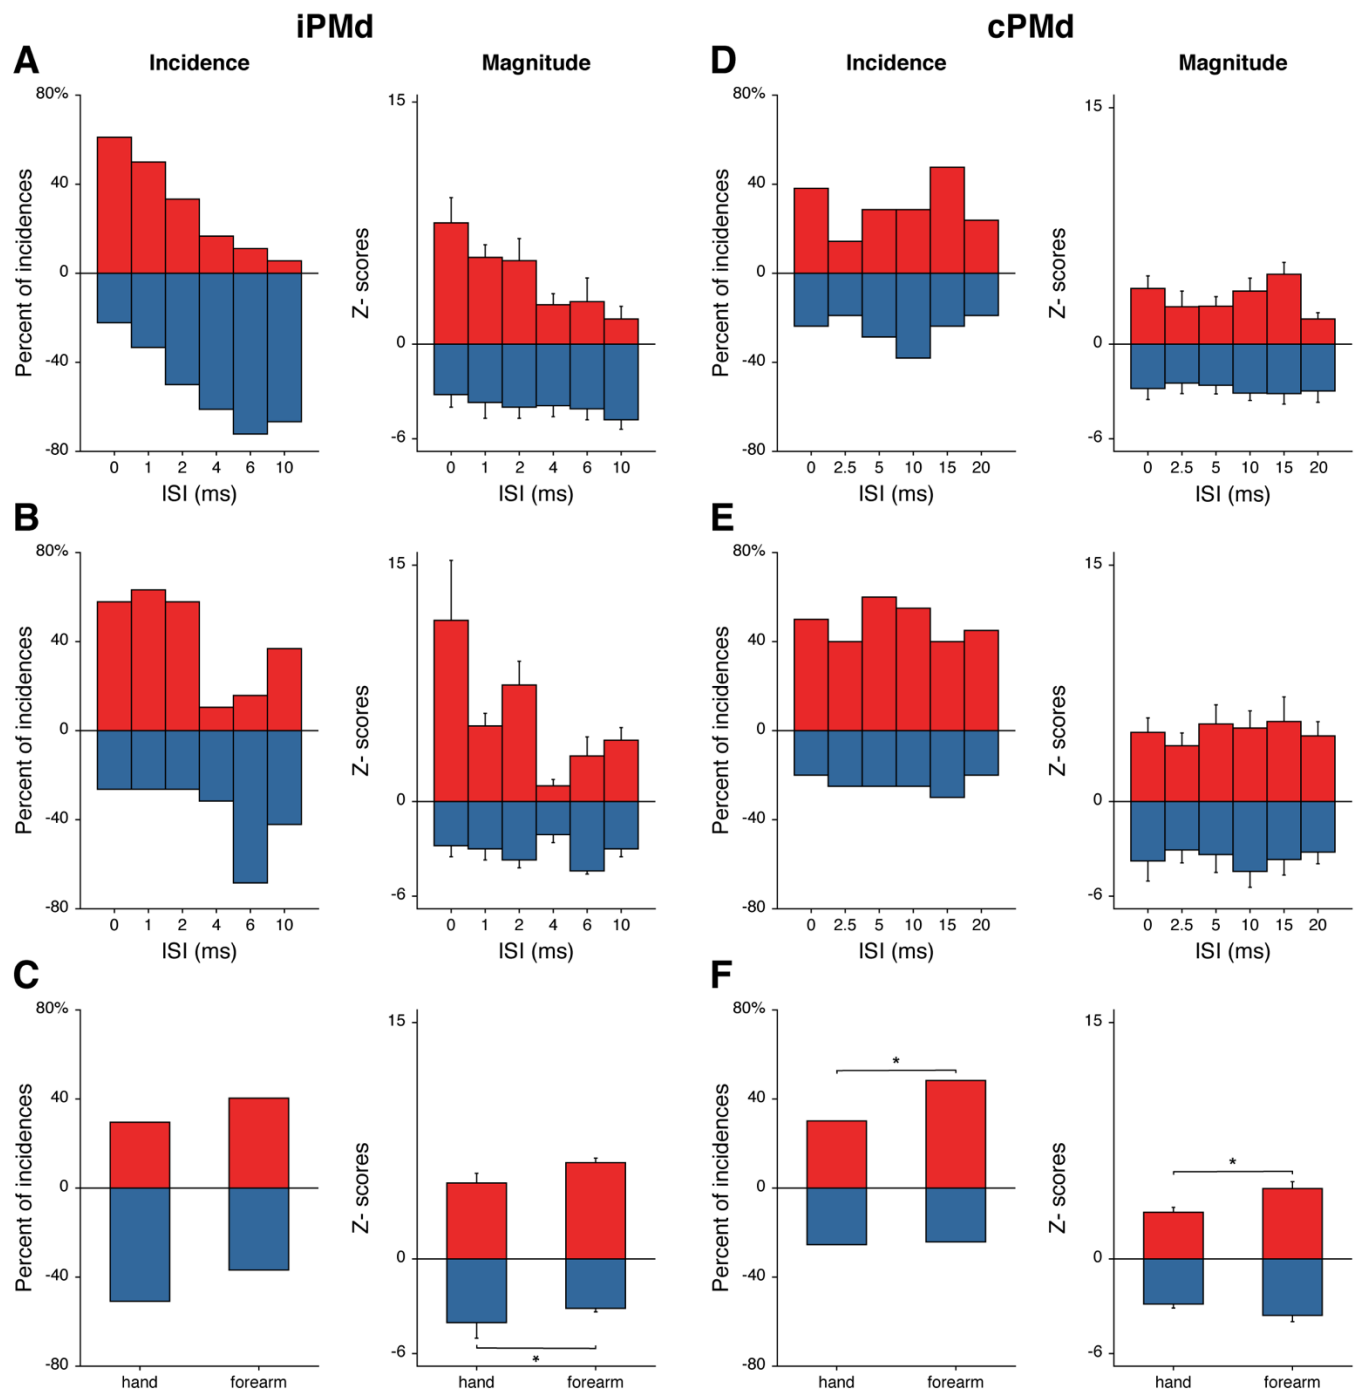 iPMd
cPMd
A
Incidence
Magnitude
D
Incidence
Magnitude
80%
40
0
-40
-80
Percent of incidences
0 1 2 4 6 10
ISI (ms)
15
0
-6
Z- scores
0 1 2 4 6 10
ISI (ms)
80%
40
0
-40
-80
Percent of incidences
0 2.5 5 10 15 20
ISI (ms)
15
0
-6
Z- scores
0 2.5 5 10 15 20
ISI (ms)
B
80%
40
0
-40
-80
Percent of incidences
0 1 2 4 6 10
ISI (ms)
15
0
-6
Z- scores
0 1 2 4 6 10
ISI (ms)
E
80%
40
0
-40
-80
Percent of incidences
0 2.5 5 10 15 20
ISI (ms)
15
0
-6
Z- scores
0 2.5 5 10 15 20
ISI (ms)
C
80%
40
0
-40
-80
Percent of incidences
hand forearm
15
0
-6
Z- scores
*
hand forearm
F
80%
40
0
-40
-80
Percent of incidences
*
hand forearm
15
0
-6
Z- scores
*
hand forearm